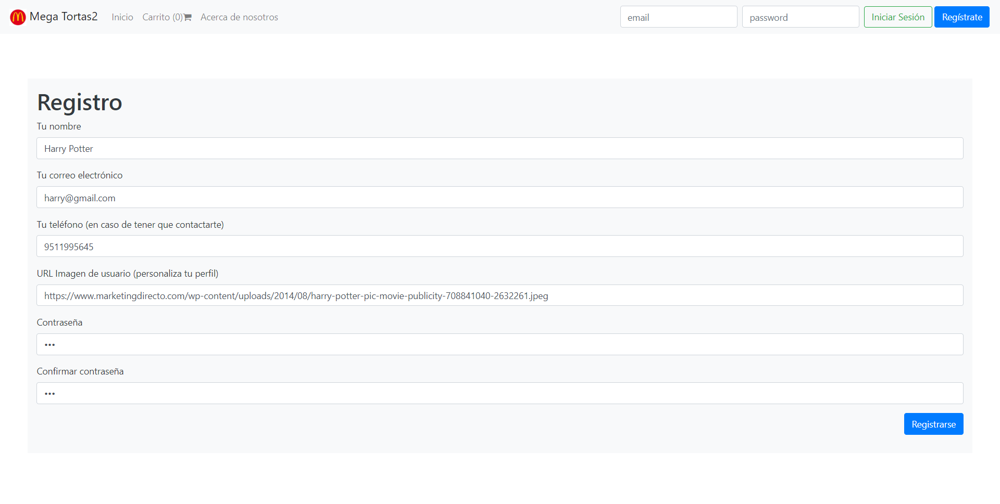 Mega Tortas2 Inicio Carrito (0) Acerca de nosotros email password Iniciar Sesión Regístrate
Registro
Tu nombre
Harry Potter
Tu correo electrónico
harry@gmail.com
Tu teléfono (en caso de tener que contactarte)
9511995645
URL Imagen de usuario (personaliza tu perfil)
https://www.marketingdirecto.com/wp-content/uploads/2014/08/harry-potter-pic-movie-publicity-708841040-2632261.jpeg
Contraseña
•••
Confirmar contraseña
•••
Registrarse